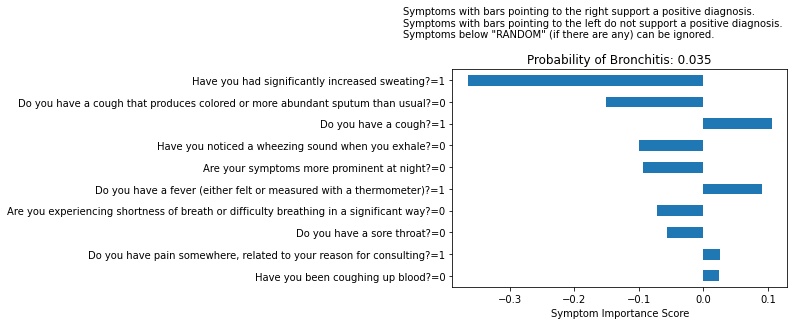 Symptoms with bars pointing to the right support a positive diagnosis.
Symptoms with bars pointing to the left do not support a positive diagnosis.
Symptoms below "RANDOM" (if there are any) can be ignored.
Probability of Bronchitis: 0.035
Have you had significantly increased sweating?=1
Do you have a cough that produces colored or more abundant sputum than usual?=0
Do you have a cough?=1
Have you noticed a wheezing sound when you exhale?=0
Are your symptoms more prominent at night?=0
Do you have a fever (either felt or measured with a thermometer)?=1
Are you experiencing shortness of breath or difficulty breathing in a significant way?=0
Do you have a sore throat?=0
Do you have pain somewhere, related to your reason for consulting?=1
Have you been coughing up blood?=0
−0.3 −0.2 −0.1 0.0 0.1
Symptom Importance Score